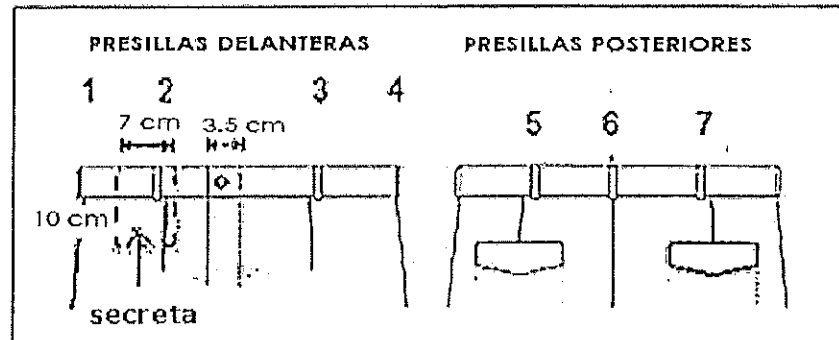 PRESILLAS DELANTERAS PRESILLAS POSTERIORES
1 2 3 4
7 cm 3.5 cm
5 6 7
10 cm
secreta